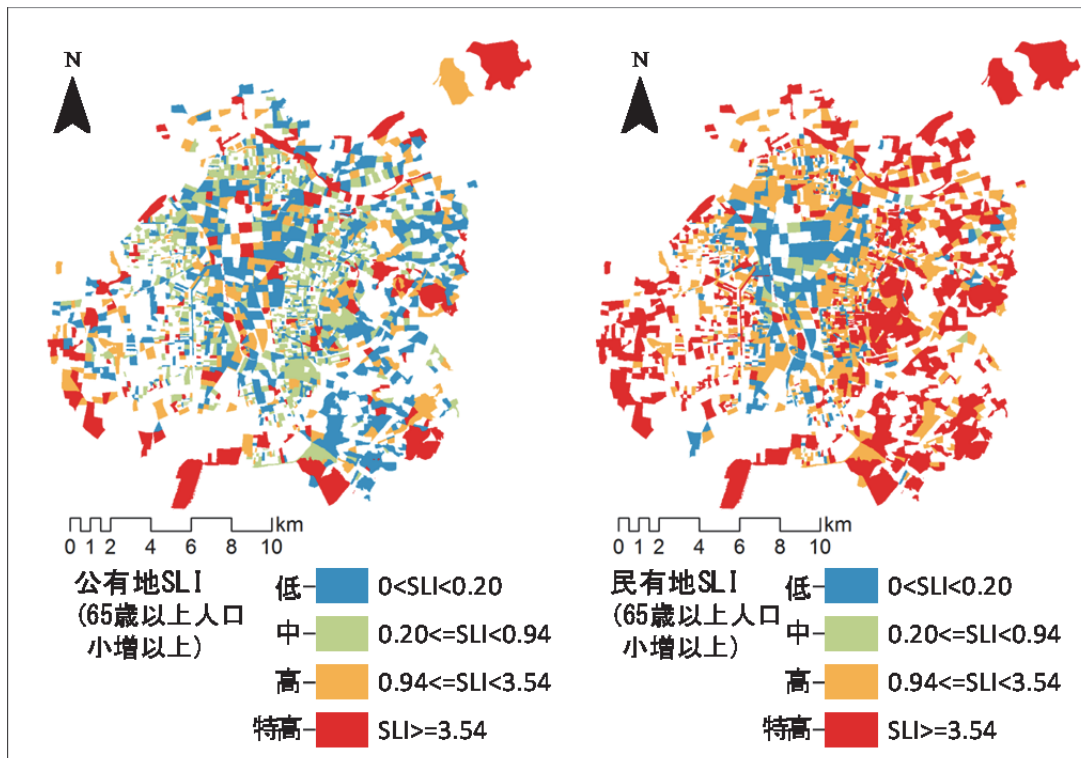 N
km
0 1 2 4 6 8 10
公有地SLI
(65歳以上人口
小増以上)
低 0<SLI<0.20
中 0.20<=SLI<0.94
高 0.94<=SLI<3.54
特高 SLI>=3.54
N
km
0 1 2 4 6 8 10
民有地SLI
(65歳以上人口
小増以上)
低 0<SLI<0.20
中 0.20<=SLI<0.94
高 0.94<=SLI<3.54
特高 SLI>=3.54